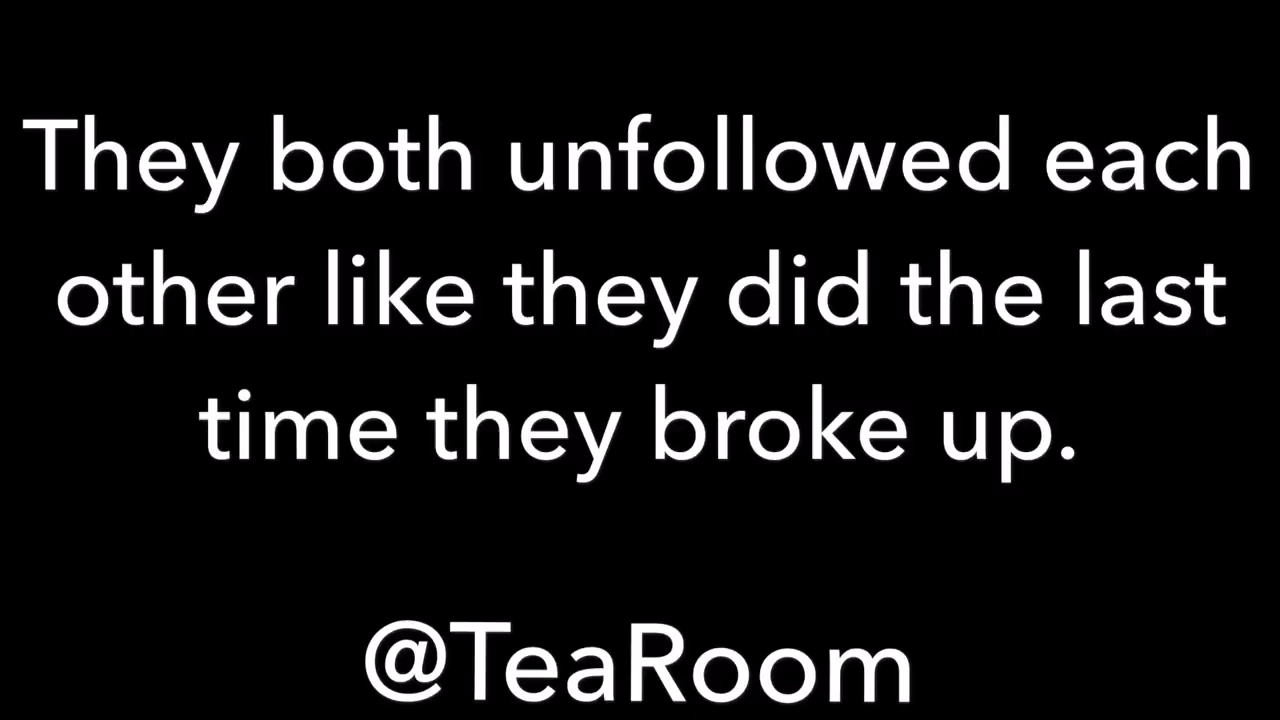 They both unfollowed each
other like they did the last
time they broke up.
@TeaRoom